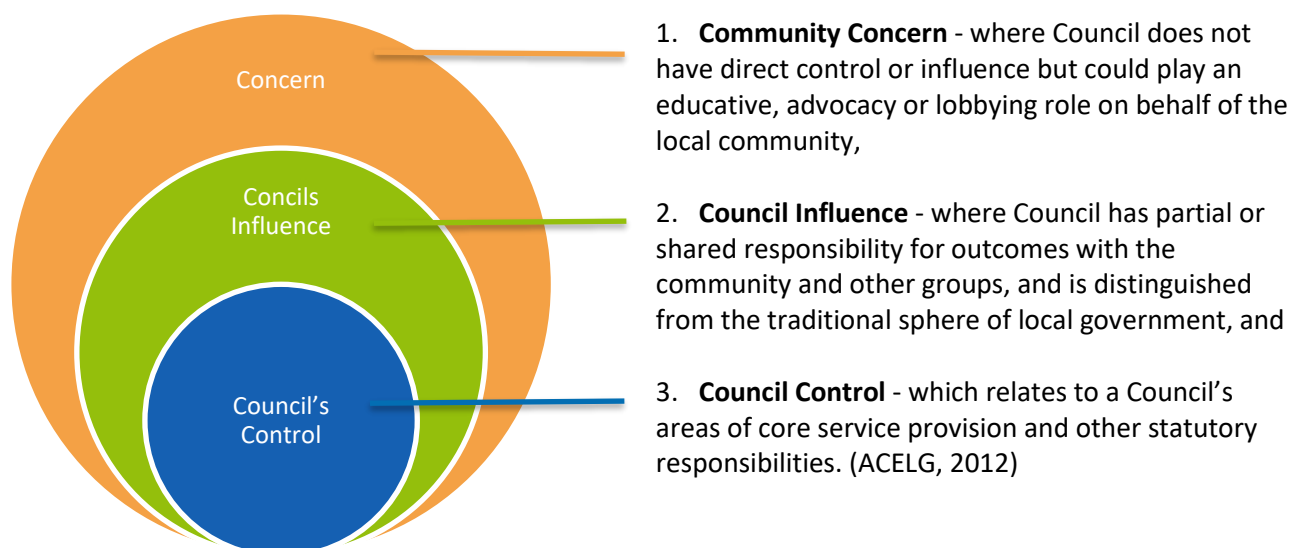 Concern
Concils
Influence
Council’s
Control
1. Community Concern - where Council does not
have direct control or influence but could play an
educative, advocacy or lobbying role on behalf of the
local community,
2. Council Influence - where Council has partial or
shared responsibility for outcomes with the
community and other groups, and is distinguished
from the traditional sphere of local government, and
3. Council Control - which relates to a Council’s
areas of core service provision and other statutory
responsibilities. (ACELG, 2012)